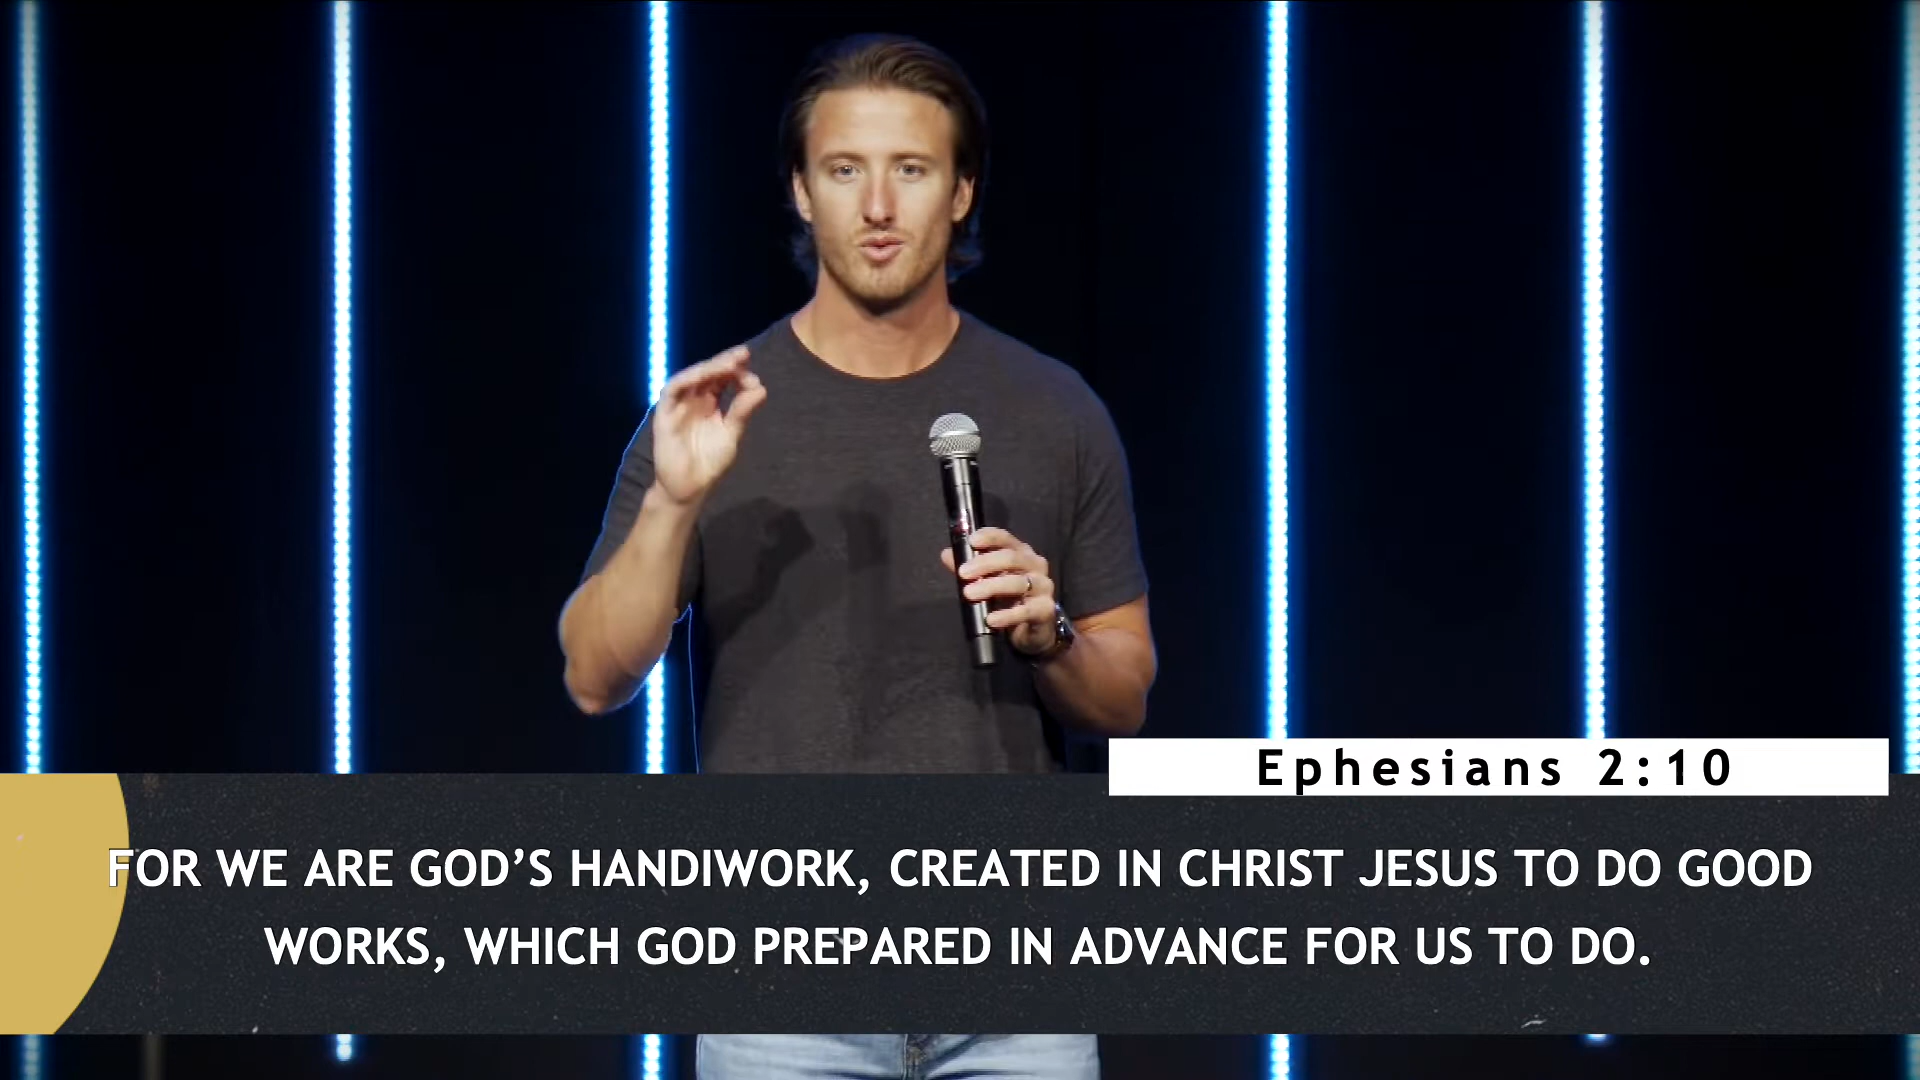 Ephesians 2:10
FOR WE ARE GOD’S HANDIWORK, CREATED IN CHRIST JESUS TO DO GOOD
WORKS, WHICH GOD PREPARED IN ADVANCE FOR US TO DO.